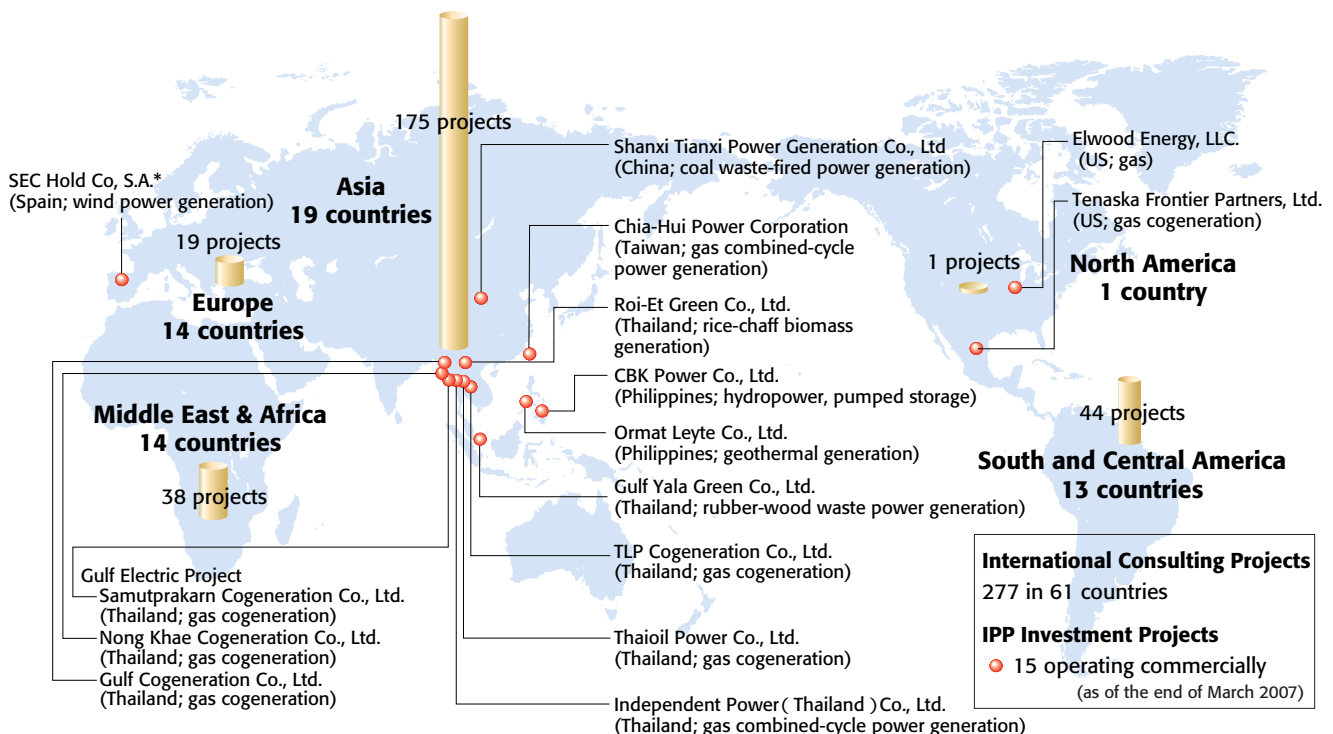 175 projects
Asia
19 countries
SEC Hold Co, S.A.*
(Spain; wind power generation)
19 projects
Europe
14 countries
Middle East & Africa
14 countries
38 projects
Gulf Electric Project
Samutprakarn Cogeneration Co., Ltd.
(Thailand; gas cogeneration)
Nong Khae Cogeneration Co., Ltd.
(Thailand; gas cogeneration)
Gulf Cogeneration Co., Ltd.
(Thailand; gas cogeneration)
Shanxi Tianxi Power Generation Co., Ltd
(China; coal waste-fired power generation)
Chia-Hui Power Corporation
(Taiwan; gas combined-cycle
power generation)
Roi-Et Green Co., Ltd.
(Thailand; rice-chaff biomass
generation)
CBK Power Co., Ltd.
(Philippines; hydropower, pumped storage)
Ormat Leyte Co., Ltd.
(Philippines; geothermal generation)
Gulf Yala Green Co., Ltd.
(Thailand; rubber-wood waste power generation)
TLP Cogeneration Co., Ltd.
(Thailand; gas cogeneration)
Thaioil Power Co., Ltd.
(Thailand; gas cogeneration)
Independent Power( Thailand )Co., Ltd.
(Thailand; gas combined-cycle power generation)
Elwood Energy, LLC.
(US; gas)
Tenaska Frontier Partners, Ltd.
(US; gas cogeneration)
1 projects
North America
1 country
44 projects
South and Central America
13 countries
International Consulting Projects
277 in 61 countries
IPP Investment Projects
15 operating commercially
(as of the end of March 2007)